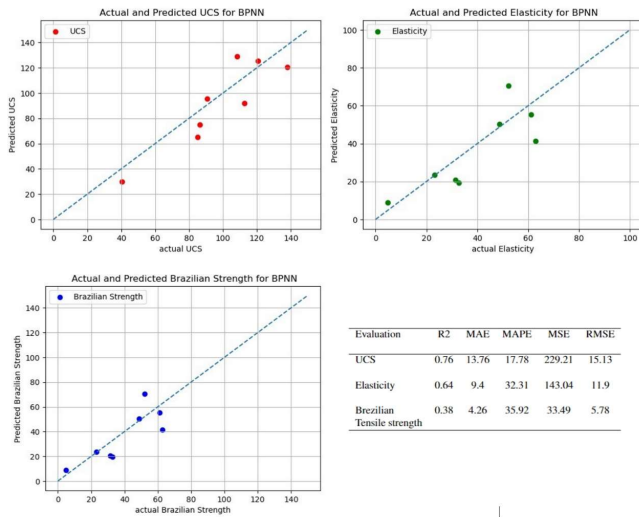 Actual and Predicted UCS for BPNN
UCS
140
120
100
80
60
40
20
0
Predicted UCS
0 20 40 60 80 100 120 140
actual UCS
Actual and Predicted Elasticity for BPNN
Elasticity
100
80
60
40
20
0
Predicted Elasticity
0 20 40 60 80 100
actual Elasticity
Actual and Predicted Brazilian Strength for BPNN
Brazilian Strength
140
120
100
80
60
40
20
0
Predicted Brazilian Strength
0 20 40 60 80 100 120 140
actual Brazilian Strength
Evaluation R2 MAE MAPE MSE RMSE
UCS 0.76 13.76 17.78 229.21 15.13
Elasticity 0.64 9.4 32.31 143.04 11.9
Brezilian 0.38 4.26 35.92 33.49 5.78
Tensile strength